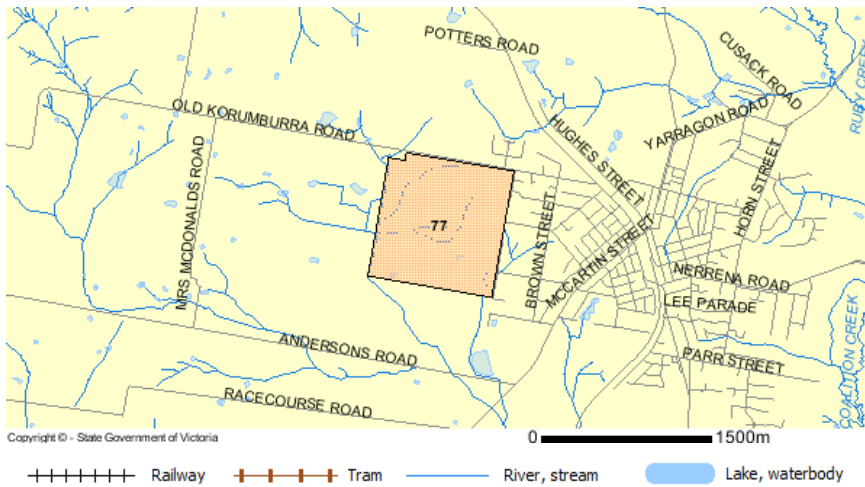 POTTERS ROAD
CUSACK ROAD
RUBY CREEK
OLD KORUMBURRA ROAD
HUGHES STREET
YARRAGON ROAD
MRS MCDONALDS ROAD
HORN STREET
77
BROWN STREET
MCCARTIN STREET
NERRENA ROAD
LEE PARADE
ANDERSONS ROAD
PARR STREET
COALITION CREEK
RACECOURSE ROAD
Copyright © - State Government of Victoria
0 1500m
Railway Tram River, stream Lake, waterbody